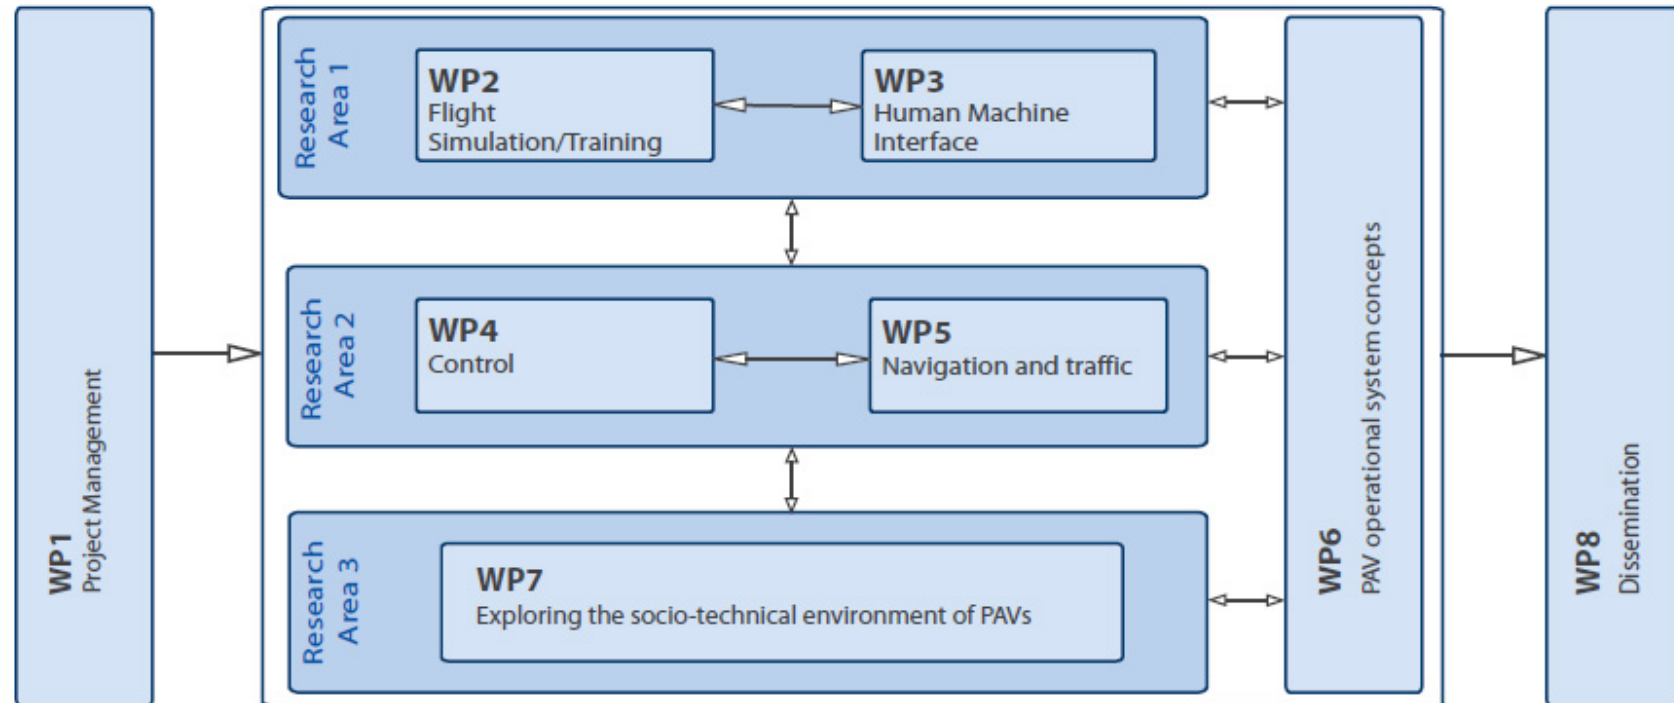 WP1
Project Management
Research
Area 1
WP2
Flight
Simulation/Training
WP3
Human Machine
Interface
Research
Area 2
WP4
Control
WP5
Navigation and traffic
Research
Area 3
WP7
Exploring the socio-technical environment of PAVs
WP6
PAV operational system concepts
WP8
Dissemination